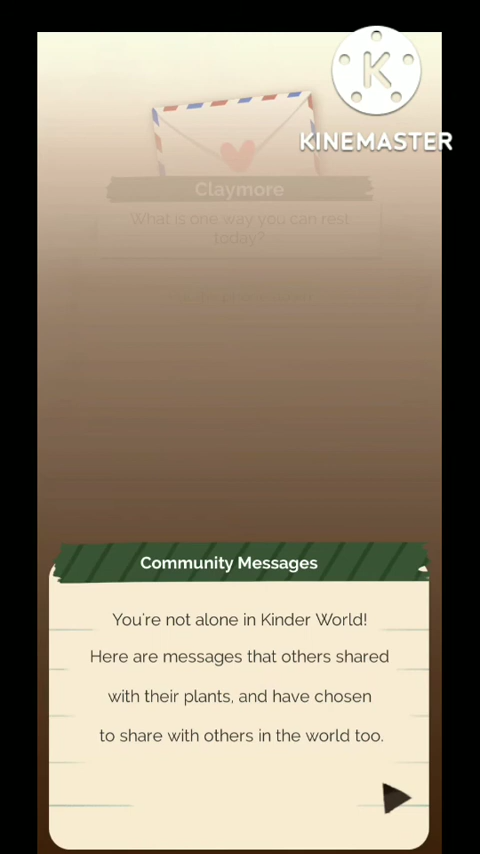 K
KINEMASTER
Claymore
What is one way you can rest
today?
Community Messages
You're not alone in Kinder World!
Here are messages that others shared
with their plants, and have chosen
to share with others in the world too.